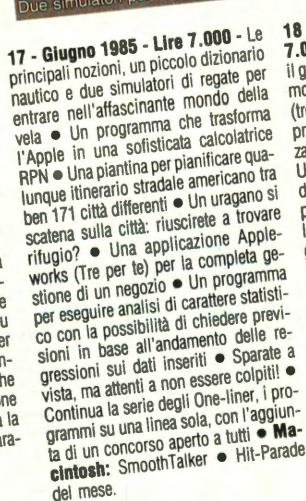 Due simulatori
17 - Giugno 1985 - Lire 7.000 - Le
principali nozioni, un piccolo dizionario
nautico e due simulatori di regate per
entrare nell'affascinante mondo della
vela ● Un programma che trasforma
l'Apple in una sofisticata calcolatrice
RPN ● Una piantina per pianificare qua-
lunque itinerario stradale americano tra
ben 171 città differenti ● Un uragano si
scatena sulla città: riuscirete a trovare
rifugio? ● Una applicazione Apple-
works (Tre per te) per la completa ge-
stione di un negozio ● Un programma
per eseguire analisi di carattere statisti-
co con la possibilità di chiedere previ-
sioni in base all'andamento delle re-
gressioni sui dati inseriti ● Sparate a
vista, ma attenti a non essere colpiti! ●
Continua la serie degli One-liner, i pro-
grammi su una linea sola, con l'aggiun-
ta di un concorso aperto a tutti ● Ma-
cintosh: SmoothTalker ● Hit-Parade
del mese.
18
7.0